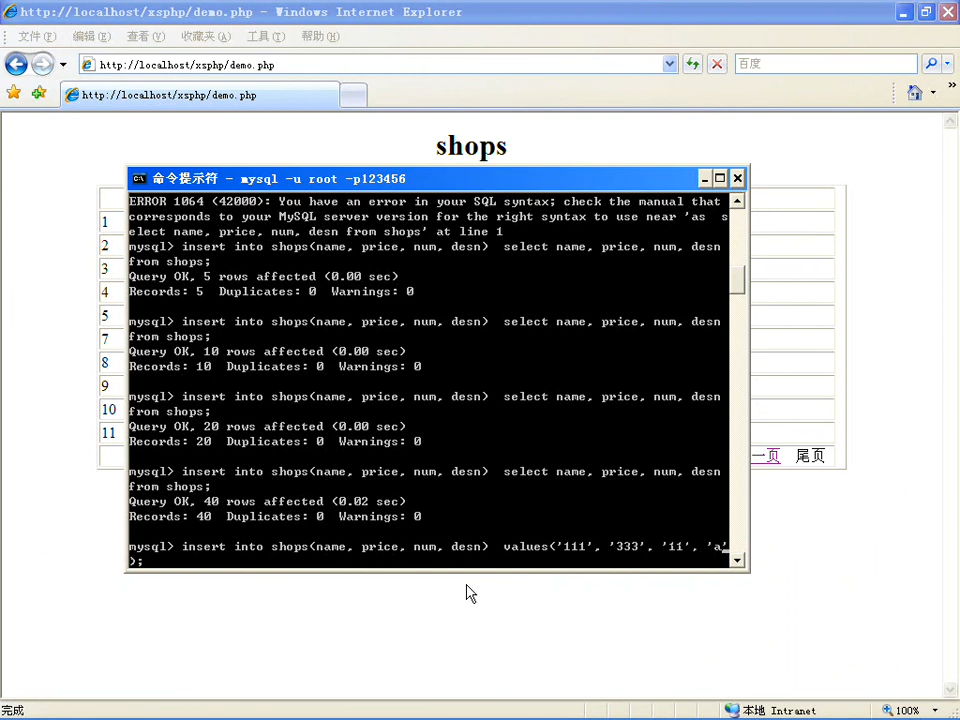 http://localhost/xsphp/demo.php - Windows Internet Explorer
文件(F) 编辑(E) 查看(V) 收藏夹(A) 工具(T) 帮助(H)
http://localhost/xsphp/demo.php 百度
http://localhost/xsphp/demo.php
shops
命令提示符 - mysql -u root -p123456
ERROR 1064 (42000): You have an error in your SQL syntax; check the manual that
corresponds to your MySQL server version for the right syntax to use near 'as  s
elect name, price, num, desn from shops' at line 1
mysql> insert into shops(name, price, num, desn)  select name, price, num, desn
from shops;
Query OK, 5 rows affected (0.00 sec)
Records: 5  Duplicates: 0  Warnings: 0
mysql> insert into shops(name, price, num, desn)  select name, price, num, desn
from shops;
Query OK, 10 rows affected (0.00 sec)
Records: 10  Duplicates: 0  Warnings: 0
mysql> insert into shops(name, price, num, desn)  select name, price, num, desn
from shops;
Query OK, 20 rows affected (0.00 sec)
Records: 20  Duplicates: 0  Warnings: 0
mysql> insert into shops(name, price, num, desn)  select name, price, num, desn
from shops;
Query OK, 40 rows affected (0.02 sec)
Records: 40  Duplicates: 0  Warnings: 0
mysql> insert into shops(name, price, num, desn)  values('111', '333', '11', 'a'
);
1
2
3
4
5
7
8
9
10
11
一页 尾页
完成 本地 Intranet 100%